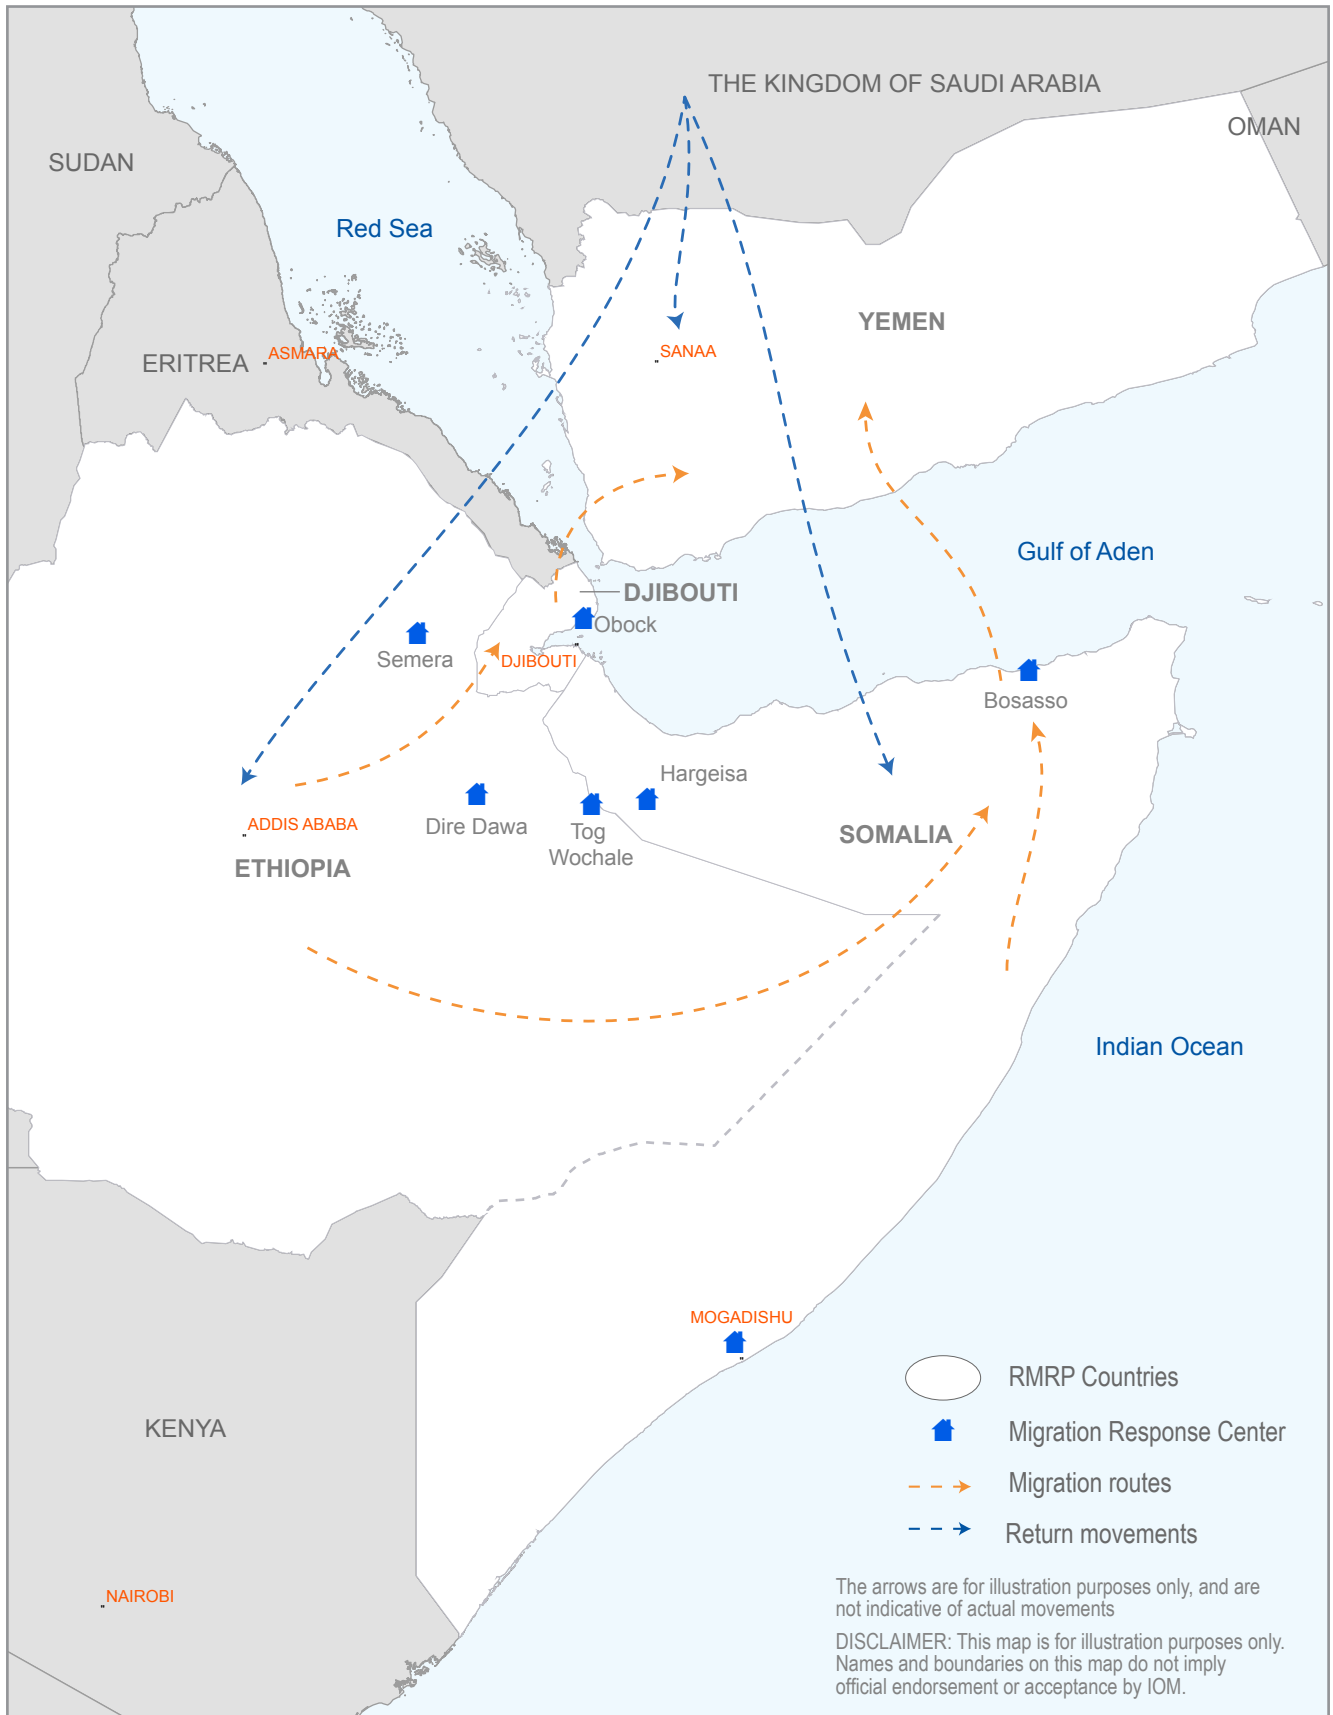 THE KINGDOM OF SAUDI ARABIA
OMAN
SUDAN
Red Sea
YEMEN
SANAA
ASMARA
ERITREA
Gulf of Aden
DJIBOUTI
Obock
Semera
DJIBOUTI
Bosasso
Hargeisa
ADDIS ABABA
Dire Dawa
Tog
Wochale
SOMALIA
ETHIOPIA
Indian Ocean
MOGADISHU
KENYA
NAIROBI
RMRP Countries
Migration Response Center
Migration routes
Return movements
The arrows are for illustration purposes only, and are
not indicative of actual movements
DISCLAIMER: This map is for illustration purposes only.
Names and boundaries on this map do not imply
official endorsement or acceptance by IOM.